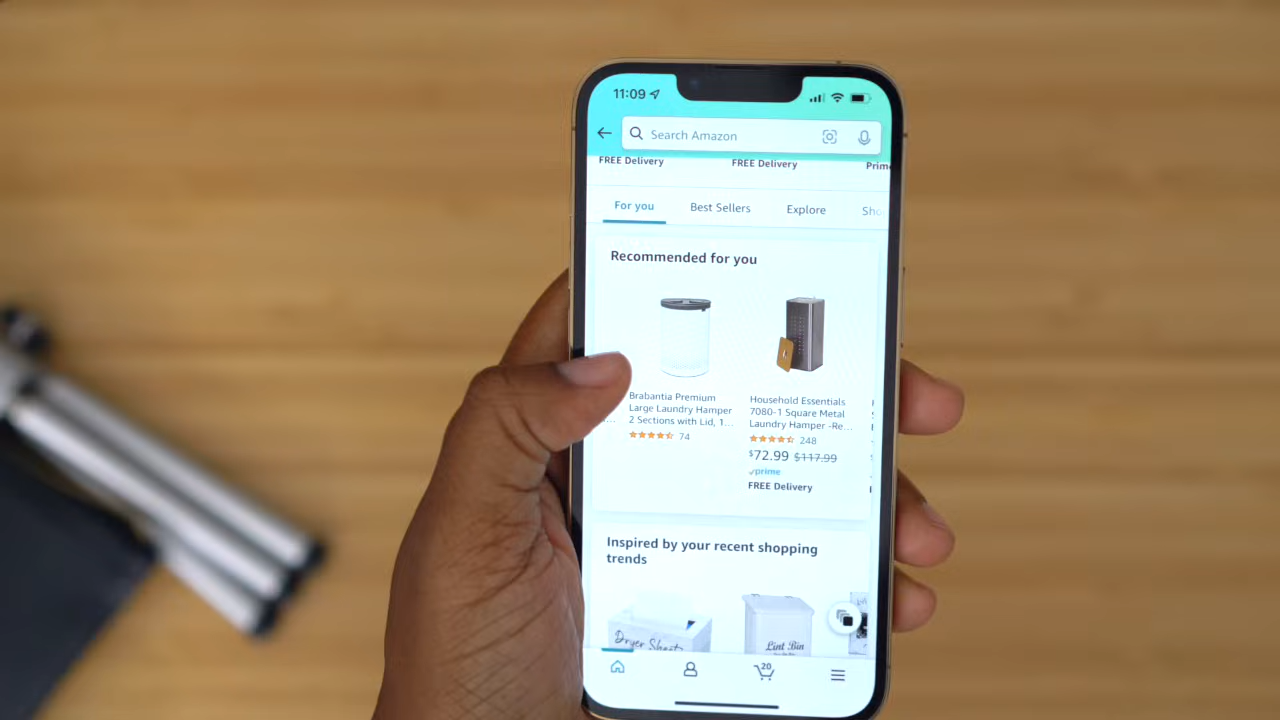 11:09
Search Amazon
FREE Delivery
FREE Delivery
Prime
For you
Best Sellers
Explore
Sho
Recommended for you
Brabantia Premium
Large Laundry Hamper
2 Sections with Lid, 1...
74
Household Essentials
7080-1 Square Metal
Laundry Hamper -Re...
248
$72.99 $117.99
prime
FREE Delivery
Inspired by your recent shopping
trends
Dryer Sheets
Lint Bin
20